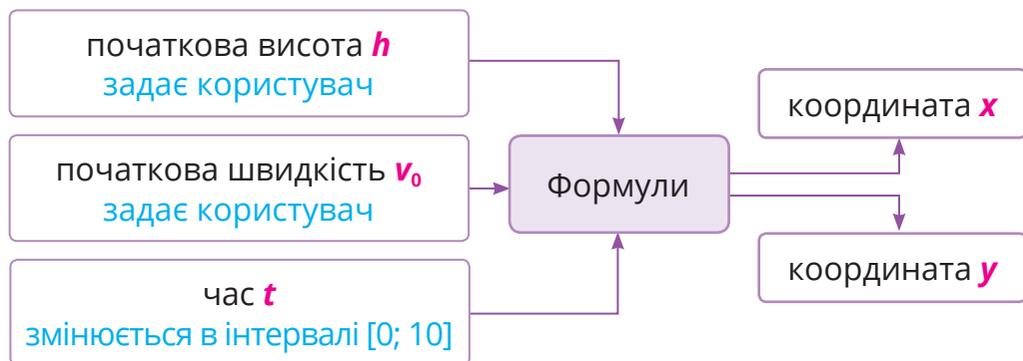 початкова висота h
задає користувач
початкова швидкість v₀
задає користувач
час t
змінюється в інтервалі [0; 10]
Формули
координата x
координата y